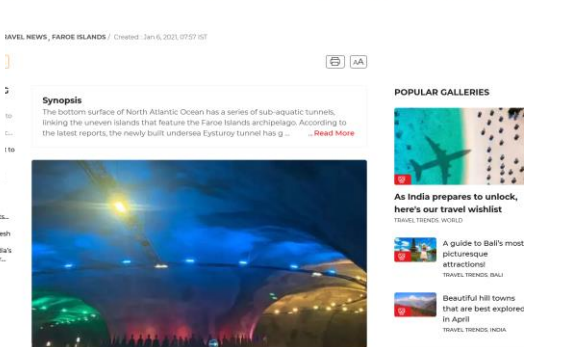 TRAVEL NEWS, FAROE ISLANDS / Created : Jan 6, 2021, 07:57 IST
AA
Synopsis
The bottom surface of North Atlantic Ocean has a series of sub-aquatic tunnels,
linking the uneven islands that feature the Faroe Islands archipelago. According to
the latest reports, the newly built undersea Eysturoy tunnel has g ... ... Read More
POPULAR GALLERIES
As India prepares to unlock,
here's our travel wishlist
TRAVEL TRENDS, WORLD
A guide to Bali's most
picturesque
attractions!
TRAVEL TRENDS, BALI
Beautiful hill towns
that are best explored
in April
TRAVEL TRENDS, INDIA